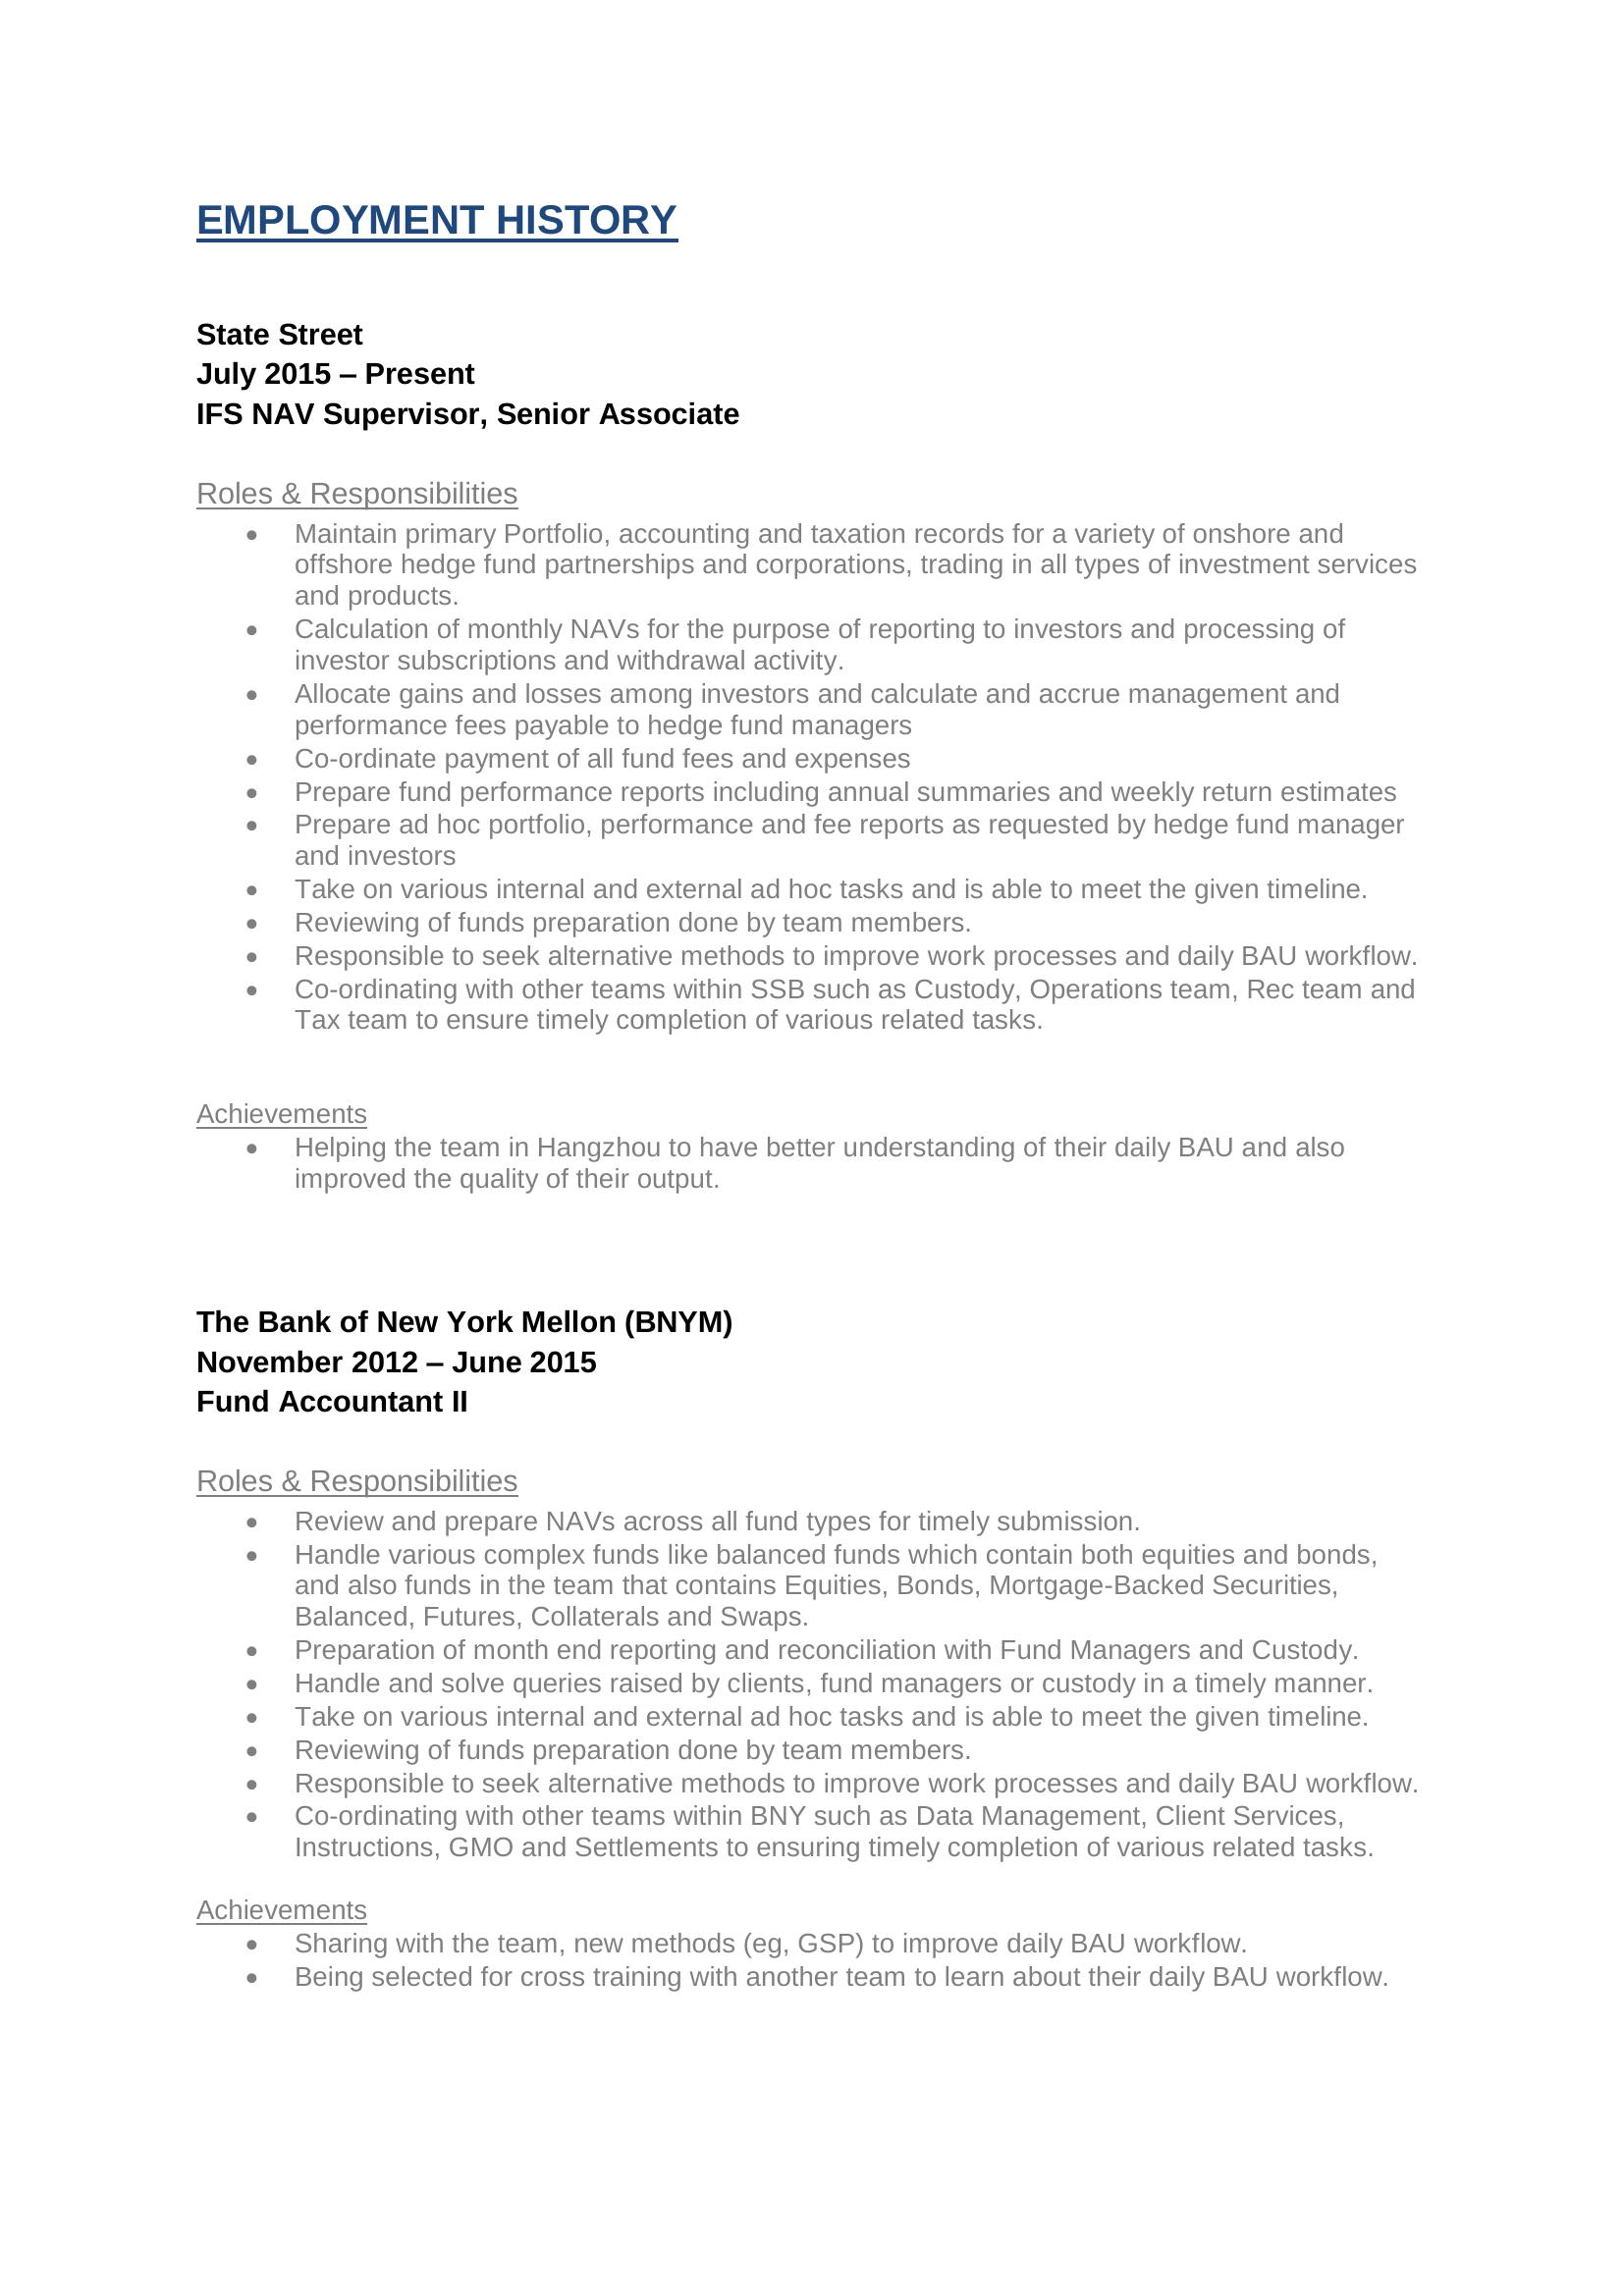 EMPLOYMENT HISTORY
State Street
July 2015 – Present
IFS NAV Supervisor, Senior Associate
Roles & Responsibilities
• Maintain primary Portfolio, accounting and taxation records for a variety of onshore and
offshore hedge fund partnerships and corporations, trading in all types of investment services
and products.
• Calculation of monthly NAVs for the purpose of reporting to investors and processing of
investor subscriptions and withdrawal activity.
• Allocate gains and losses among investors and calculate and accrue management and
performance fees payable to hedge fund managers
• Co-ordinate payment of all fund fees and expenses
• Prepare fund performance reports including annual summaries and weekly return estimates
• Prepare ad hoc portfolio, performance and fee reports as requested by hedge fund manager
and investors
• Take on various internal and external ad hoc tasks and is able to meet the given timeline.
• Reviewing of funds preparation done by team members.
• Responsible to seek alternative methods to improve work processes and daily BAU workflow.
• Co-ordinating with other teams within SSB such as Custody, Operations team, Rec team and
Tax team to ensure timely completion of various related tasks.
Achievements
• Helping the team in Hangzhou to have better understanding of their daily BAU and also
improved the quality of their output.
The Bank of New York Mellon (BNYM)
November 2012 – June 2015
Fund Accountant II
Roles & Responsibilities
• Review and prepare NAVs across all fund types for timely submission.
• Handle various complex funds like balanced funds which contain both equities and bonds,
and also funds in the team that contains Equities, Bonds, Mortgage-Backed Securities,
Balanced, Futures, Collaterals and Swaps.
• Preparation of month end reporting and reconciliation with Fund Managers and Custody.
• Handle and solve queries raised by clients, fund managers or custody in a timely manner.
• Take on various internal and external ad hoc tasks and is able to meet the given timeline.
• Reviewing of funds preparation done by team members.
• Responsible to seek alternative methods to improve work processes and daily BAU workflow.
• Co-ordinating with other teams within BNY such as Data Management, Client Services,
Instructions, GMO and Settlements to ensuring timely completion of various related tasks.
Achievements
• Sharing with the team, new methods (eg, GSP) to improve daily BAU workflow.
• Being selected for cross training with another team to learn about their daily BAU workflow.